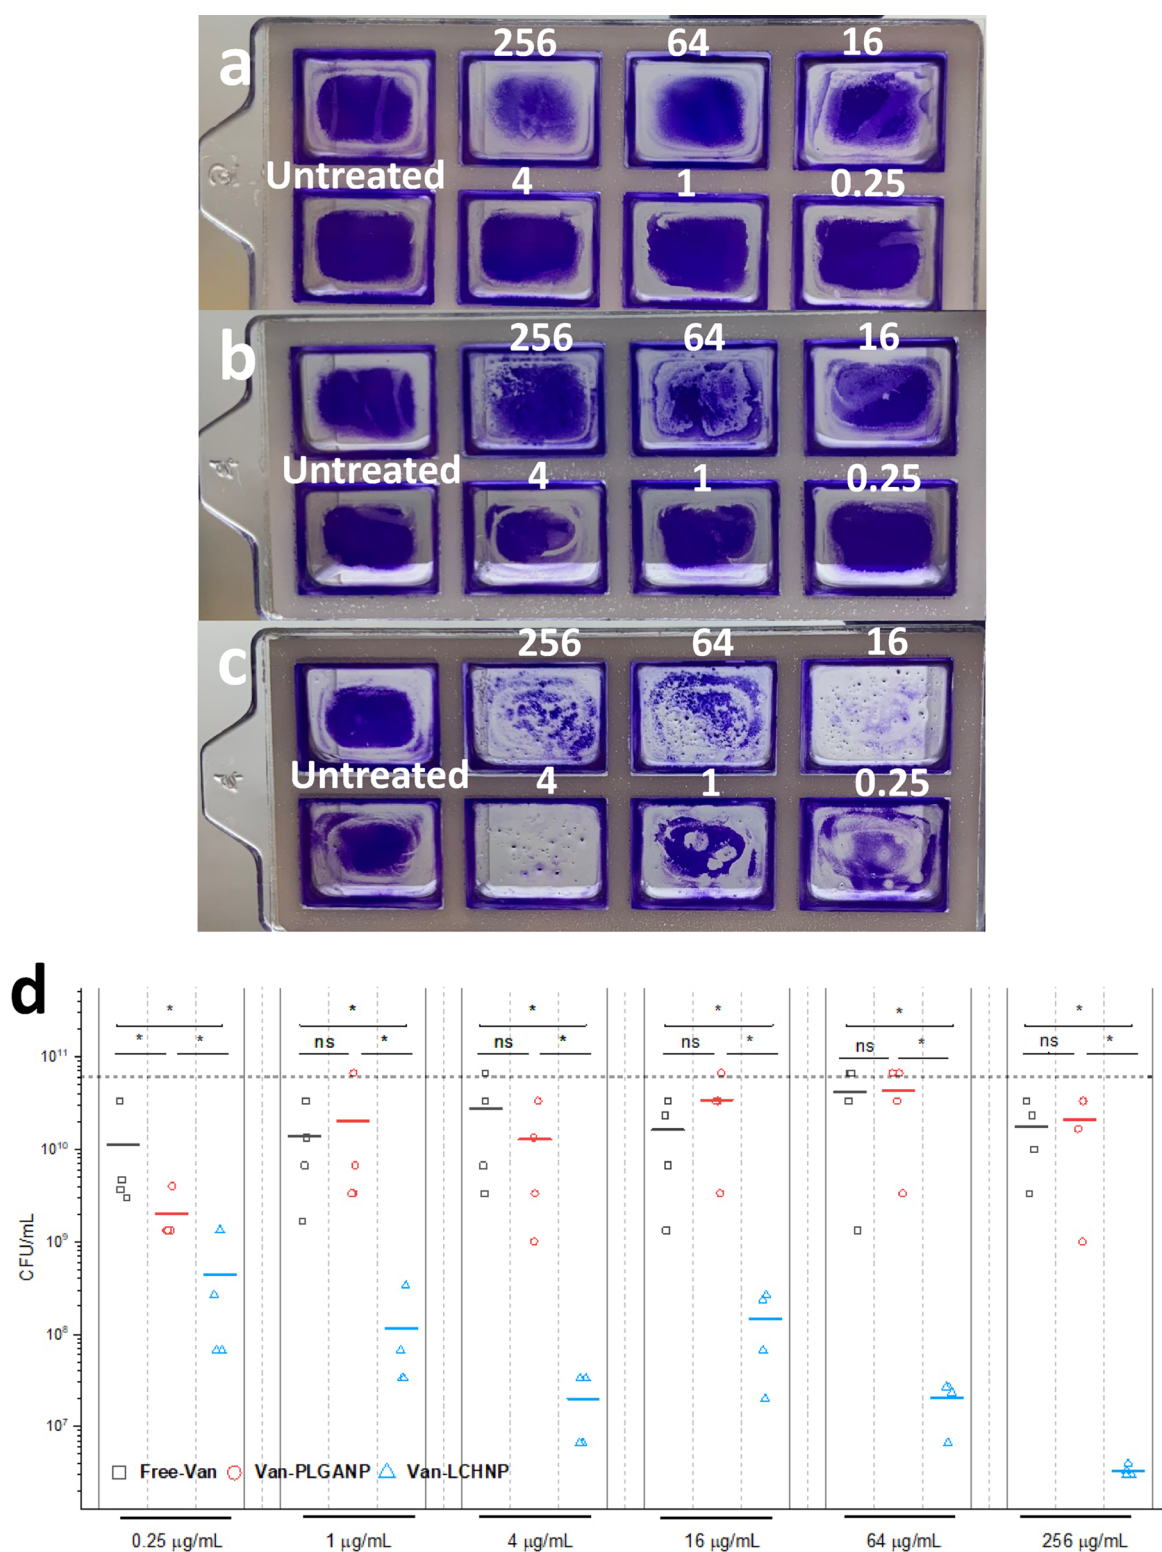 a
256 64 16
Untreated 4 1 0.25
b
256 64 16
Untreated 4 1 0.25
c
256 64 16
Untreated 4 1 0.25
d
* * * * * *
* * ns * ns * ns * ns * ns *
10¹¹
10¹⁰
10⁹
10⁸
10⁷
CFU/mL
Free-Van Van-PLGANP Van-LCHNP
0.25 µg/mL 1 µg/mL 4 µg/mL 16 µg/mL 64 µg/mL 256 µg/mL